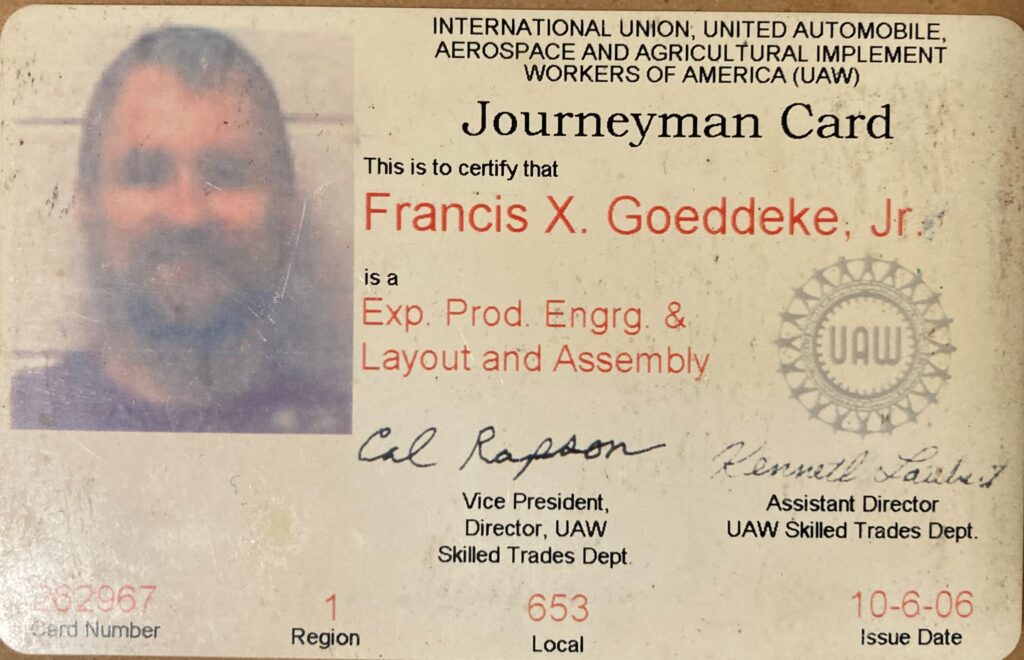 INTERNATIONAL UNION, UNITED AUTOMOBILE,
AEROSPACE AND AGRICULTURAL IMPLEMENT
WORKERS OF AMERICA (UAW)
Journeyman Card
This is to certify that
Francis X. Goeddeke, Jr.
is a
Exp. Prod. Engrg. &
Layout and Assembly
UAW
Cal Rapson
Kenneth
Vice President,
Director, UAW
Skilled Trades Dept.
Assistant Director
UAW Skilled Trades Dept.
262967
Card Number
1
Region
653
Local
10-6-06
Issue Date